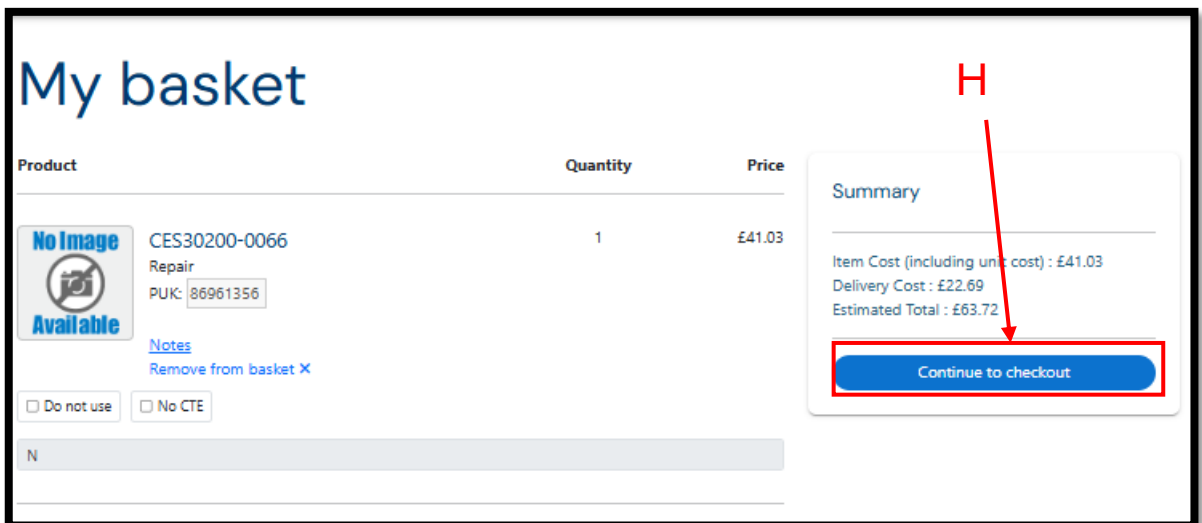 My basket
H
Product Quantity Price
No Image
Available
CES30200-0066 1 £41.03
Repair
PUK: 86961356
Notes
Remove from basket ×
Do not use No CTE
N
Summary
Item Cost (including unit cost) : £41.03
Delivery Cost : £22.69
Estimated Total : £63.72
Continue to checkout